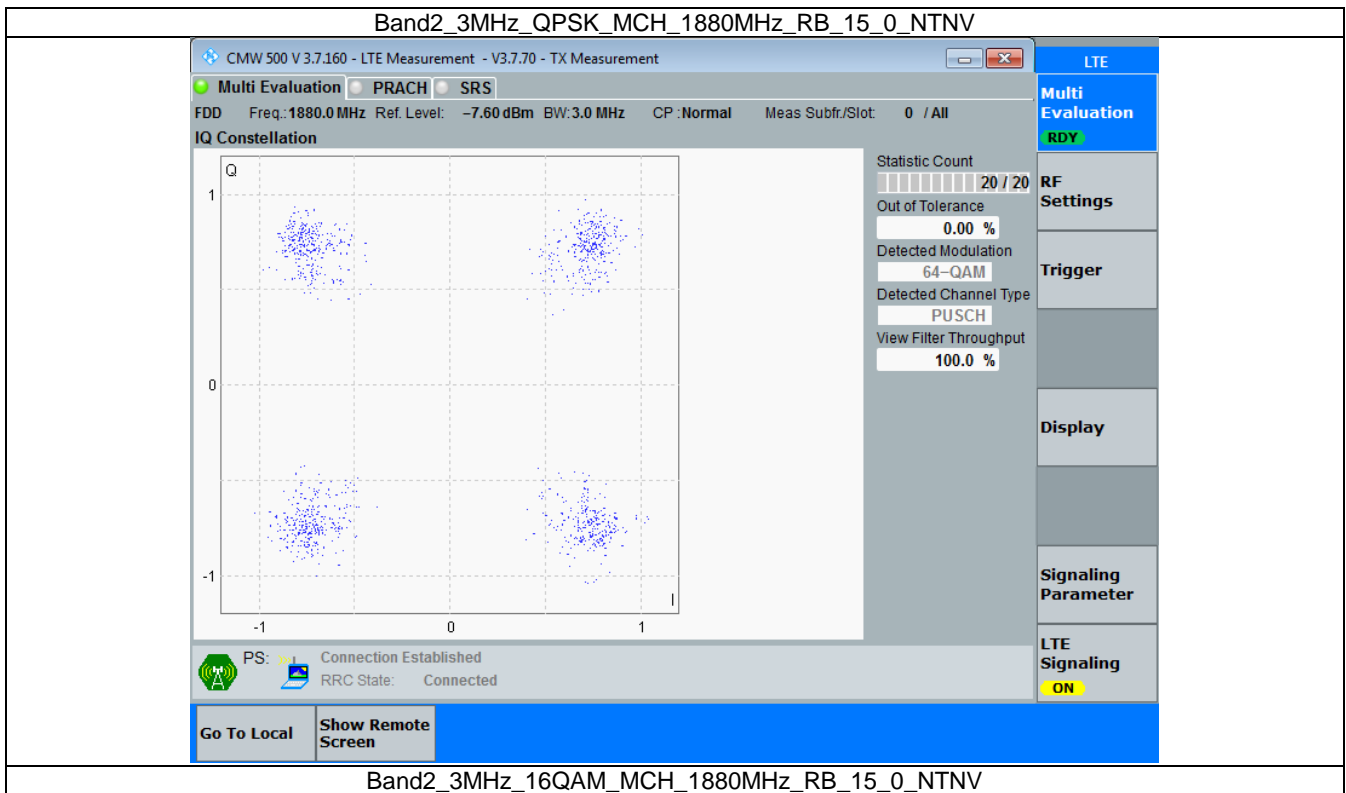 Band2_3MHz_QPSK_MCH_1880MHz_RB_15_0_NTNV
CMW 500 V 3.7.160 - LTE Measurement - V3.7.70 - TX Measurement
LTE
Multi Evaluation PRACH SRS
Multi
Evaluation
RDY
FDD Freq.: 1880.0 MHz Ref. Level: −7.60 dBm BW: 3.0 MHz CP : Normal Meas Subfr./Slot: 0 / All
IQ Constellation
Q
1
0
-1
I
-1 0 1
Statistic Count
20 / 20
Out of Tolerance
0.00 %
Detected Modulation
64−QAM
Detected Channel Type
PUSCH
View Filter Throughput
100.0 %
RF
Settings
Trigger
Display
Signaling
Parameter
LTE
Signaling
ON
PS: Connection Established
RRC State: Connected
Go To Local
Show Remote
Screen
Band2_3MHz_16QAM_MCH_1880MHz_RB_15_0_NTNV